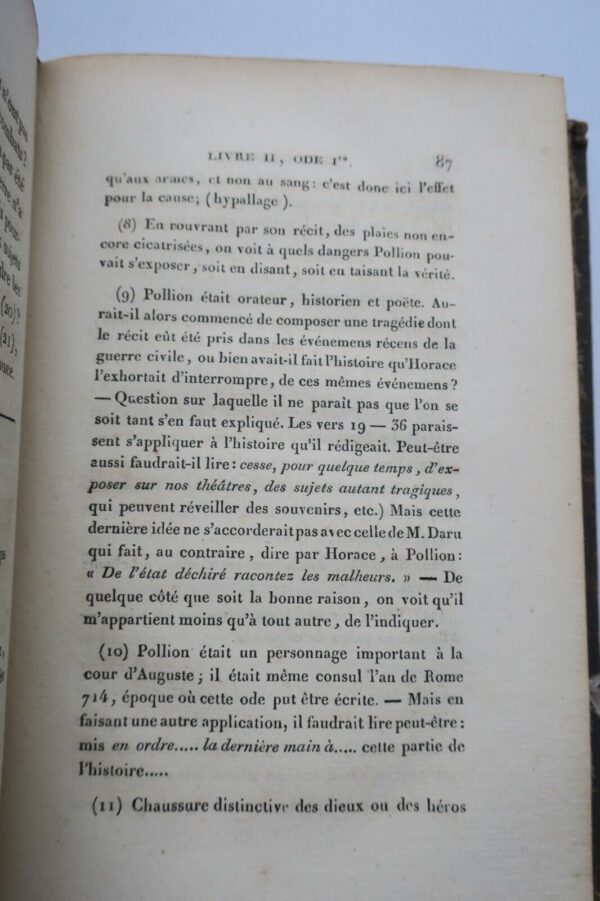 n'ont plus
combats?
pas été
n'a
pour-
sujets
dre les
(20)?
(21),
LIVRE II, ODE Ire. 87
qu'aux armes, et non au sang: c'est donc ici l'effet
pour la cause; (hypallage).
(8) En rouvrant par son récit, des plaies non en-
core cicatrisées, on voit à quels dangers Pollion pou-
vait s'exposer, soit en disant, soit en taisant la vérité.
(9) Pollion était orateur, historien et poëte. Au-
rait-il alors commencé de composer une tragédie dont
le récit eût été pris dans les événemens récens de la
guerre civile, ou bien avait-il fait l'histoire qu'Horace
l'exhortait d'interrompre, de ces mêmes événemens?
— Question sur laquelle il ne paraît pas que l'on se
soit tant s'en faut expliqué. Les vers 19 — 36 parais-
sent s'appliquer à l'histoire qu'il rédigeait. Peut-être
aussi faudrait-il lire: cesse, pour quelque temps, d'ex-
poser sur nos théâtres, des sujets autant tragiques,
qui peuvent réveiller des souvenirs, etc.) Mais cette
dernière idée ne s'accorderait pas avec celle de M. Daru
qui fait, au contraire, dire par Horace, à Pollion:
« De l'état déchiré racontez les malheurs. » — De
quelque côté que soit la bonne raison, on voit qu'il
m'appartient moins qu'à tout autre, de l'indiquer.
(10) Pollion était un personnage important à la
cour d'Auguste; il était même consul l'an de Rome
714, époque où cette ode put être écrite. — Mais en
faisant une autre application, il faudrait lire peut-être:
mis en ordre..... la dernière main à..... cette partie de
l'histoire.....
(11) Chaussure distinctive des dieux ou des héros